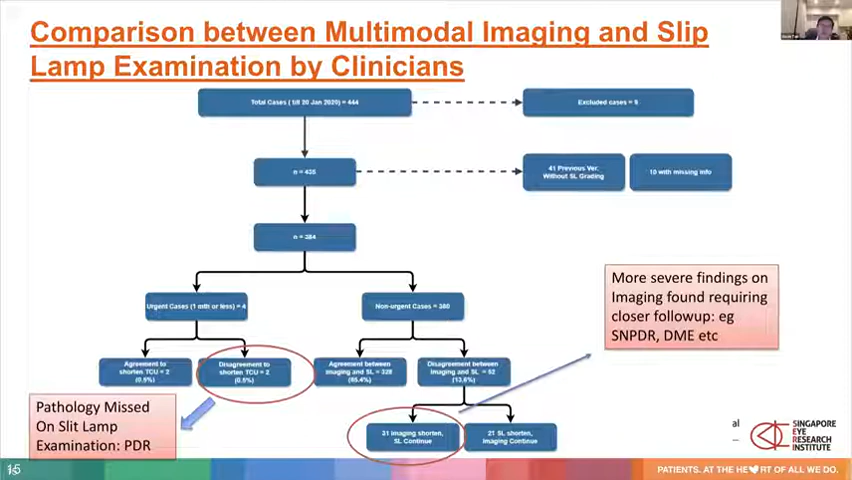 Comparison between Multimodal Imaging and Slip
Lamp Examination by Clinicians
Total Cases (till 20 Jan 2020) = 444
Excluded cases = 9
n = 435
41 Previous Ver.
Without SL Grading
10 with missing info
n = 384
Urgent Cases (1 mth or less) = 4
Non-urgent Cases = 380
Agreement to
shorten TCU = 2
(0.5%)
Disagreement to
shorten TCU = 2
(0.5%)
Agreement between
imaging and SL = 328
(85.4%)
Disagreement between
imaging and SL = 52
(13.6%)
31 imaging shorten,
SL Continue
21 SL shorten,
Imaging Continue
More severe findings on
Imaging found requiring
closer followup: eg
SNPDR, DME etc
Pathology Missed
On Slit Lamp
Examination: PDR
al
SINGAPORE
EYE
RESEARCH
INSTITUTE
15
PATIENTS. AT THE HE RT OF ALL WE DO.